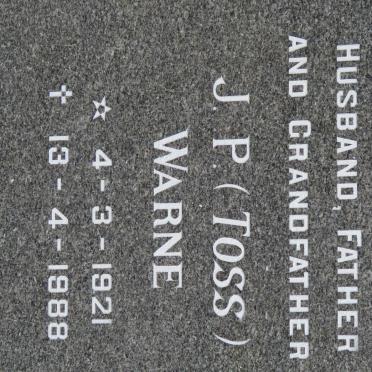 HUSBAND, FATHER
AND GRANDFATHER
J. P. (TOSS)
WARNE
☆ 4-3-1921
✝ 13-4-1988